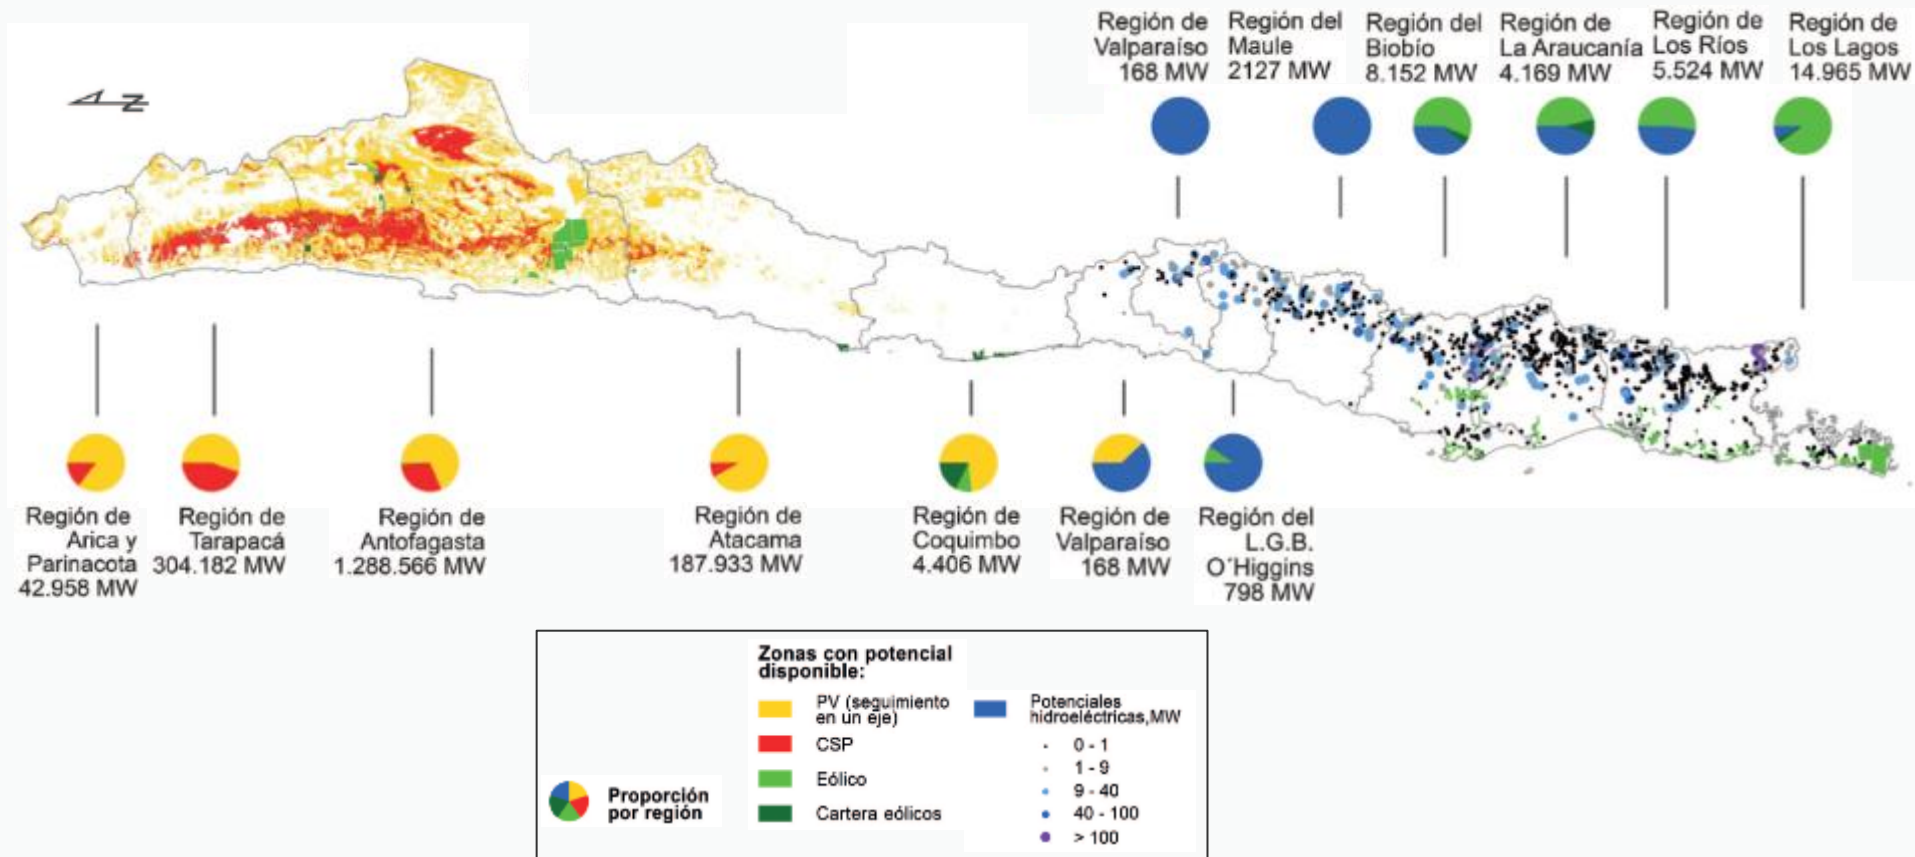 Región de
Valparaíso
168 MW
Región del
Maule
2127 MW
Región del
Biobío
8.152 MW
Región de
La Araucanía
4.169 MW
Región de
Los Ríos
5.524 MW
Región de
Los Lagos
14.965 MW
N
Región de
Arica y
Parinacota
42.958 MW
Región de
Tarapacá
304.182 MW
Región de
Antofagasta
1.288.566 MW
Región de
Atacama
187.933 MW
Región de
Coquimbo
4.406 MW
Región de
Valparaíso
168 MW
Región del
L.G.B.
O´Higgins
798 MW
Proporción
por región
Zonas con potencial
disponible:
PV (seguimiento
en un eje)
CSP
Eólico
Cartera eólicos
Potenciales
hidroeléctricas,MW
0 - 1
1 - 9
9 - 40
40 - 100
> 100